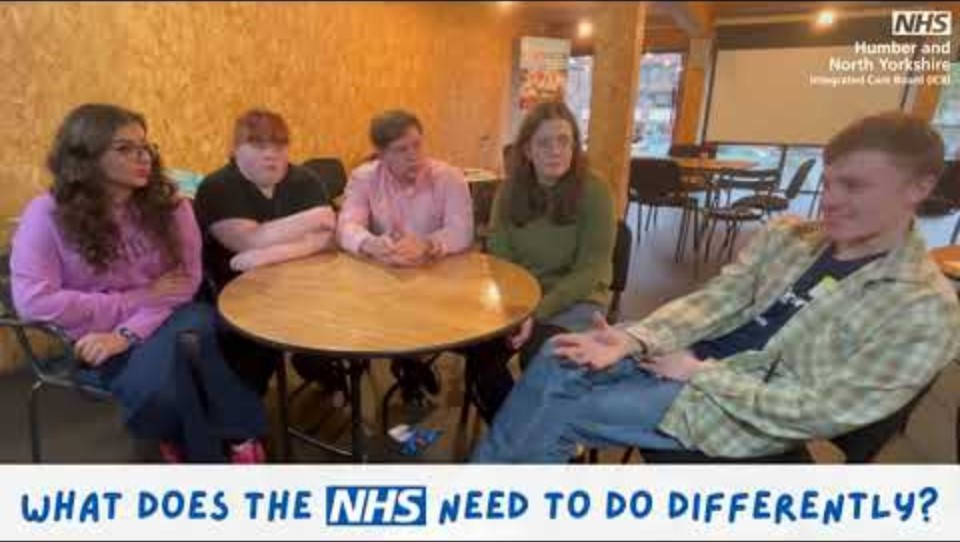 NHS
Humber and
North Yorkshire
Integrated Care Board (ICB)
WHAT DOES THE NHS NEED TO DO DIFFERENTLY?